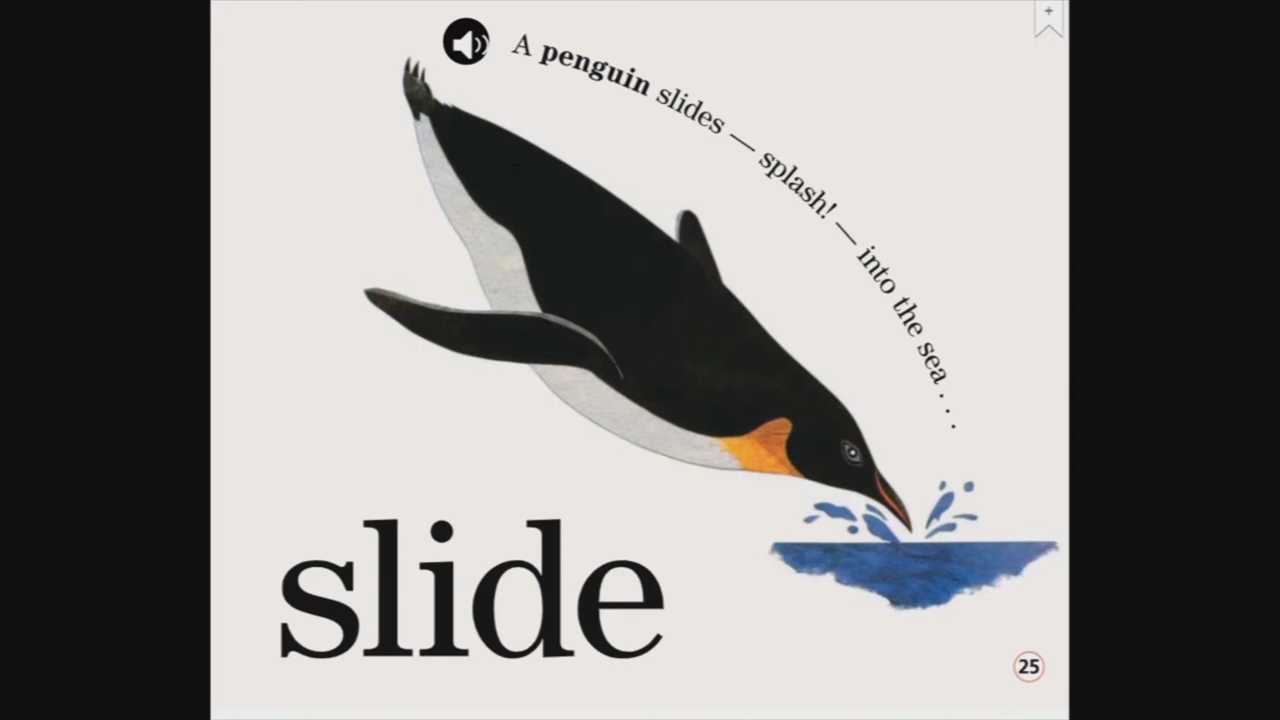 A penguin slides — splash! — into the sea . . .
slide
25